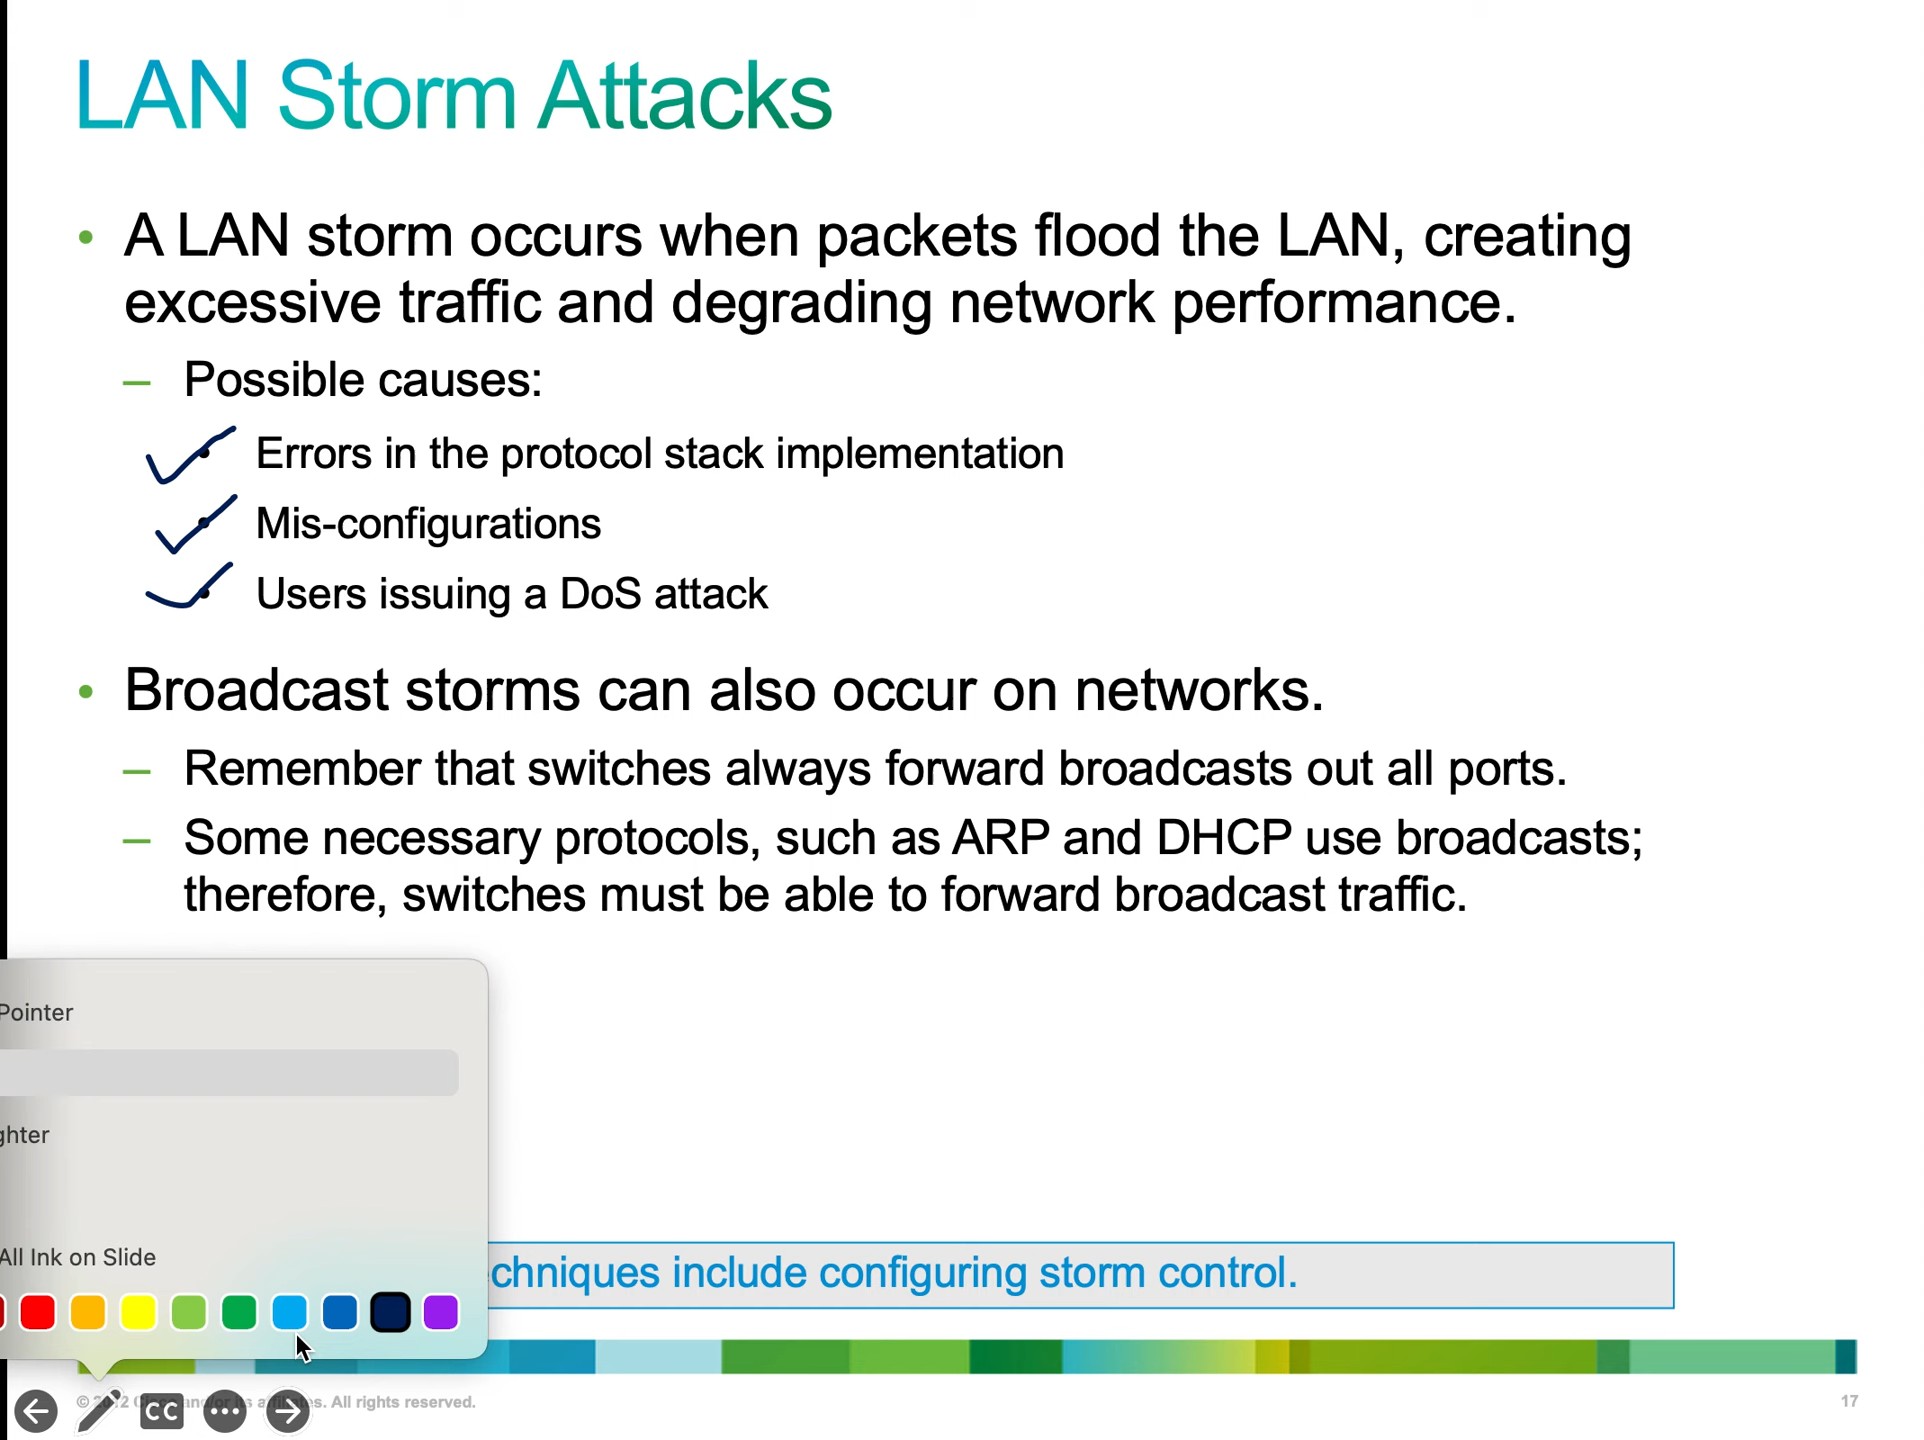 LAN Storm Attacks
• A LAN storm occurs when packets flood the LAN, creating
excessive traffic and degrading network performance.
– Possible causes:
• Errors in the protocol stack implementation
• Mis-configurations
• Users issuing a DoS attack
• Broadcast storms can also occur on networks.
– Remember that switches always forward broadcasts out all ports.
– Some necessary protocols, such as ARP and DHCP use broadcasts;
therefore, switches must be able to forward broadcast traffic.
Pointer
ghter
All Ink on Slide
echniques include configuring storm control.
CC
All rights reserved.
17